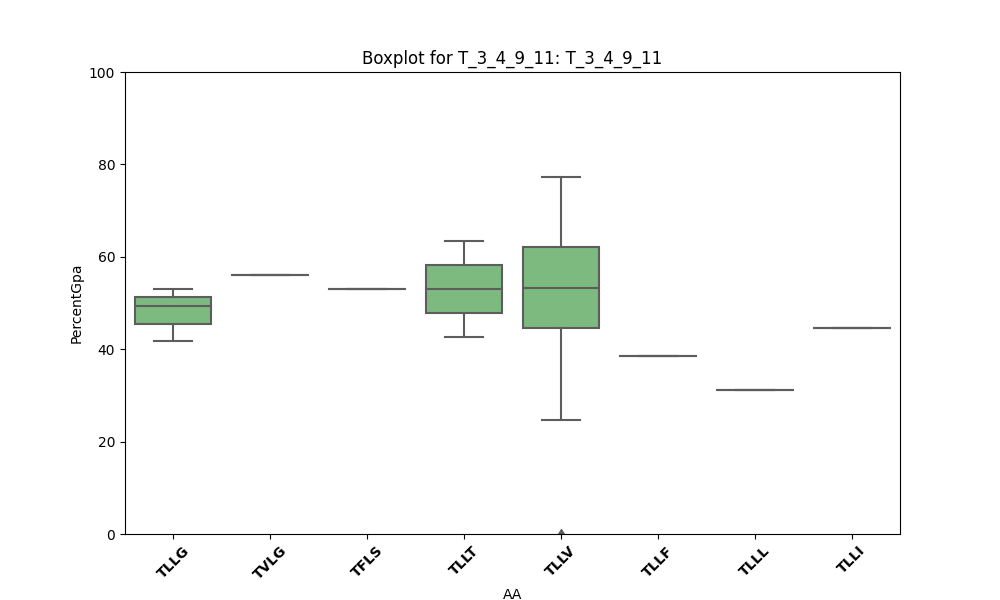 Boxplot for T_3_4_9_11: T_3_4_9_11
100
80
60
40
20
0
PercentGpa
TLLG
TVLG
TFLS
TLLT
TLLV
TLLF
TLLL
TLLI
AA